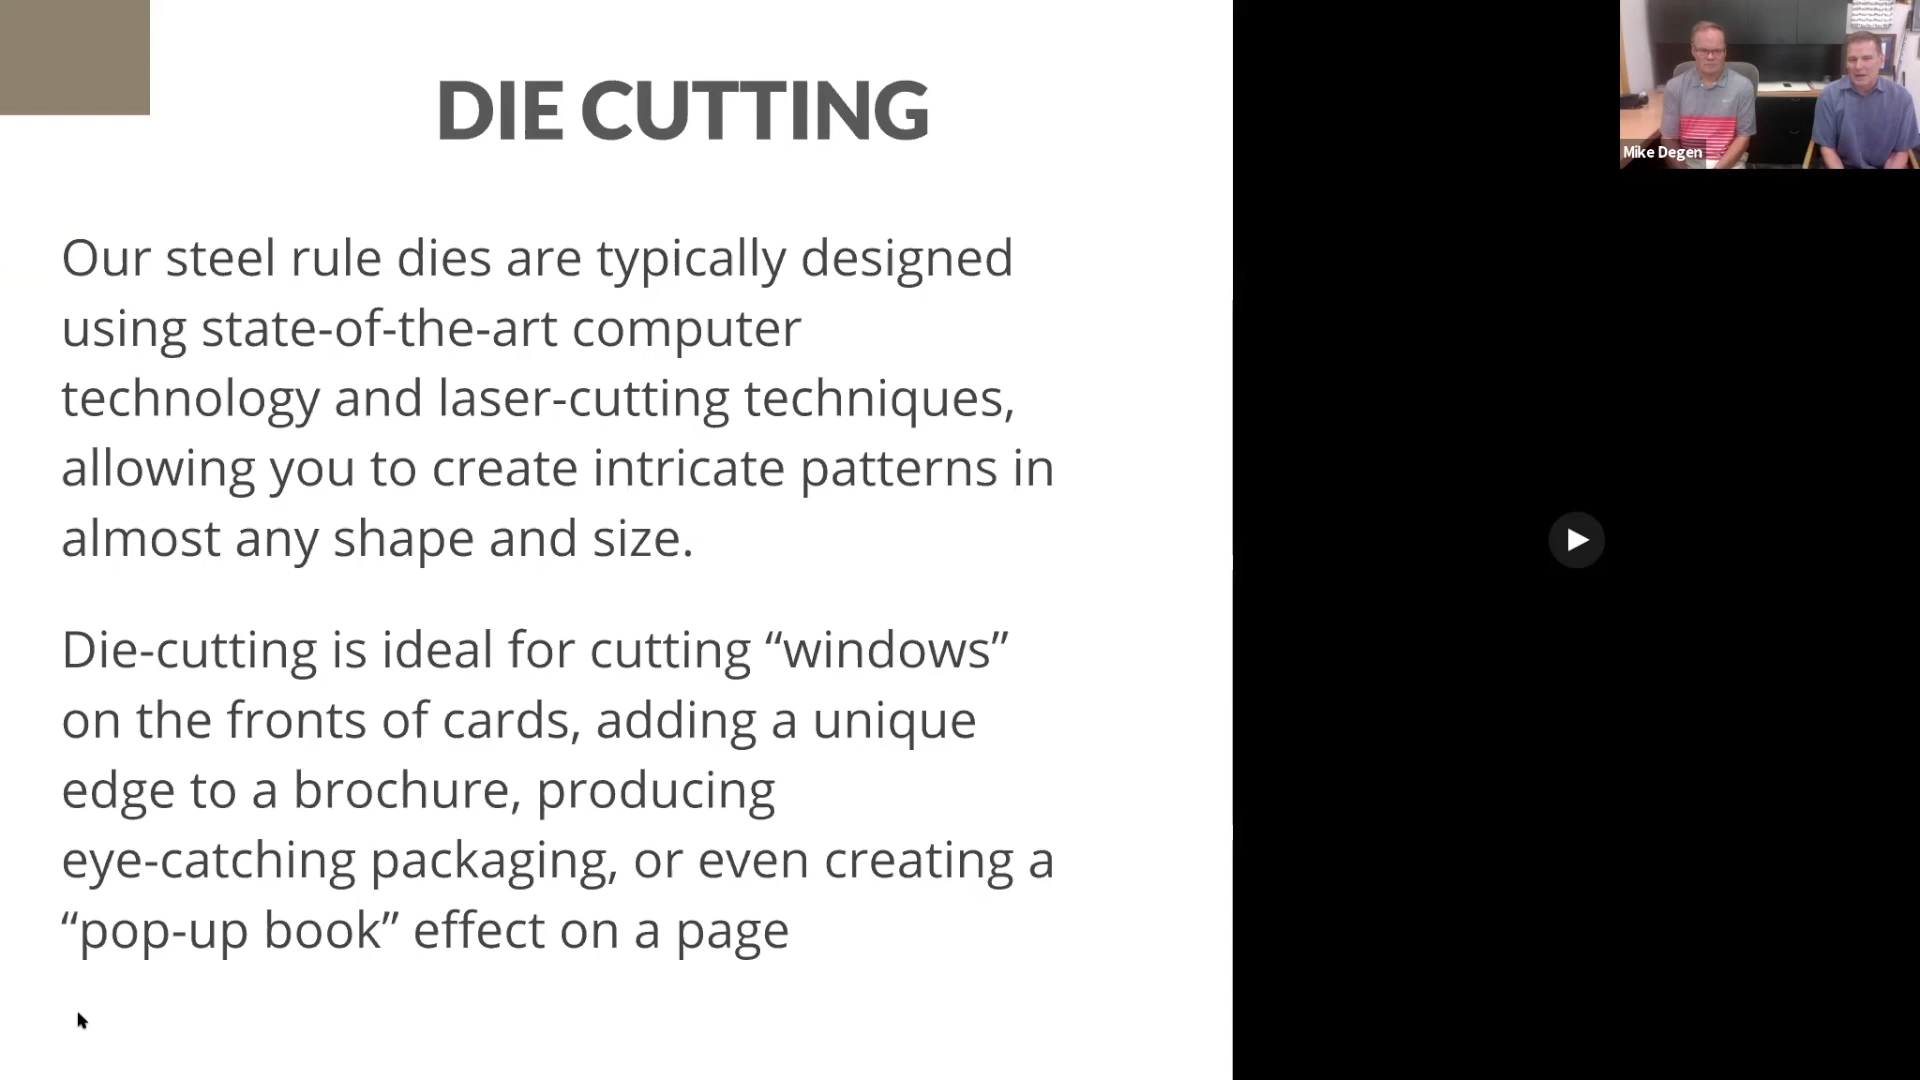 DIE CUTTING
Our steel rule dies are typically designed
using state-of-the-art computer
technology and laser-cutting techniques,
allowing you to create intricate patterns in
almost any shape and size.
Die-cutting is ideal for cutting “windows”
on the fronts of cards, adding a unique
edge to a brochure, producing
eye-catching packaging, or even creating a
“pop-up book” effect on a page
Mike Degen